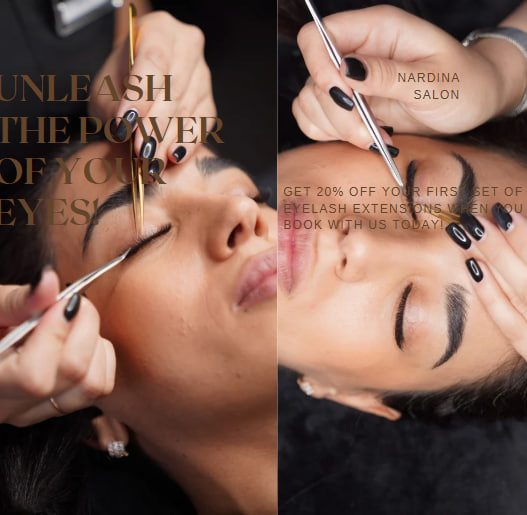 UNLEASH
THE POWER
OF YOUR
EYES!
NARDINA
SALON
GET 20% OFF YOUR FIRST SET OF
EYELASH EXTENSIONS WHEN YOU
BOOK WITH US TODAY!